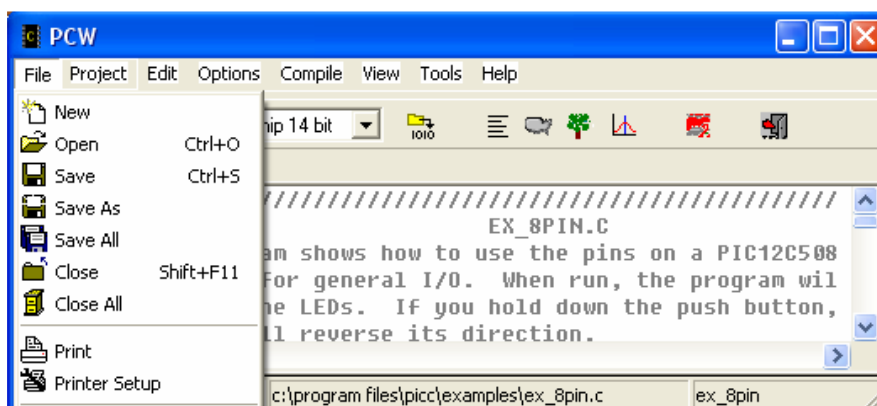 PCW
File Project Edit Options Compile View Tools Help
New
hip 14 bit
Open Ctrl+O
Save Ctrl+S
Save As
Save All
Close Shift+F11
Close All
Print
Printer Setup
////////////////////////////////////////
EX_8PIN.C
am shows how to use the pins on a PIC12C508
For general I/O. When run, the program wil
he LEDs. If you hold down the push button,
ll reverse its direction.
c:\program files\picc\examples\ex_8pin.c ex_8pin